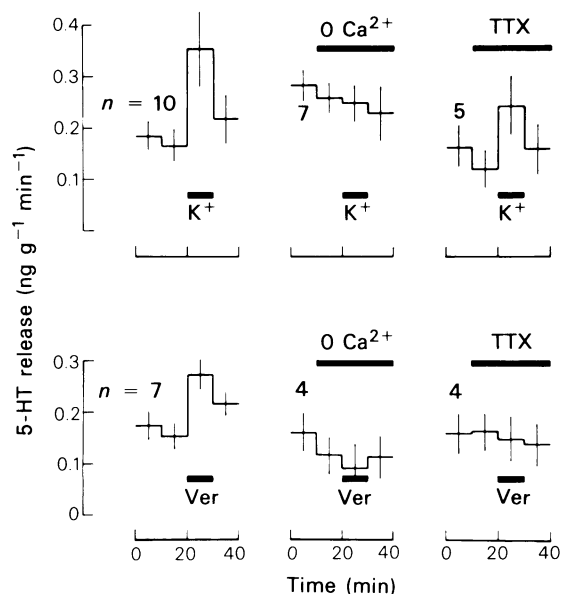 5-HT release (ng g⁻¹ min⁻¹)
0.4
0.3
0.2
0.1
n = 10
K⁺
O Ca²⁺
7
K⁺
TTX
5
K⁺
0.3
0.2
0.1
0
n = 7
Ver
O Ca²⁺
4
Ver
TTX
4
Ver
0 20 40
0 20 40
0 20 40
Time (min)